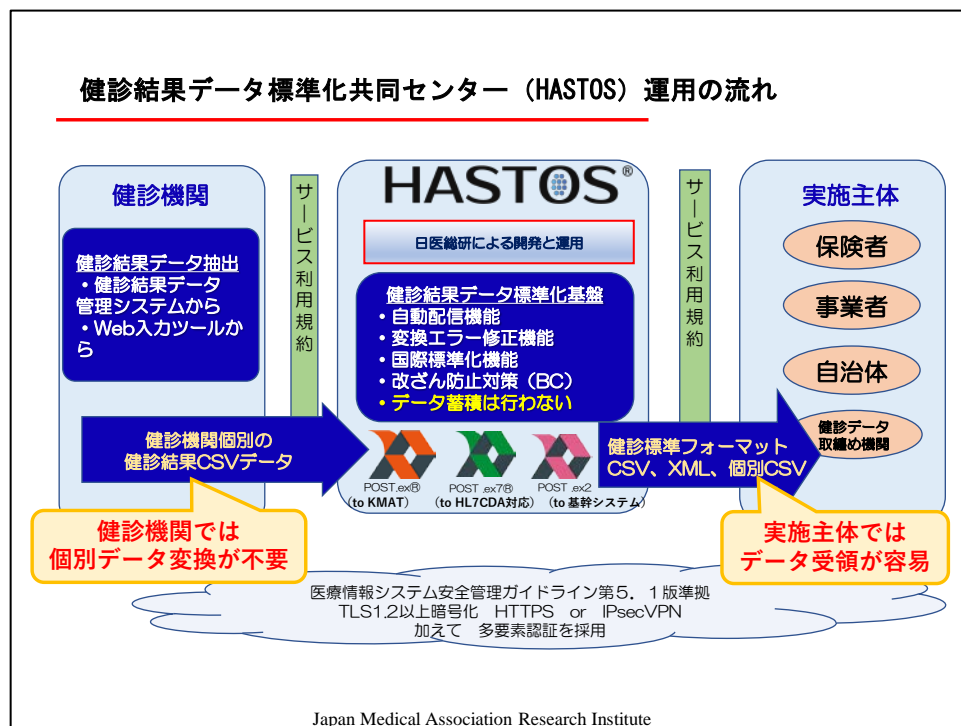 健診結果データ標準化共同センター（HASTOS）運用の流れ
健診機関
健診結果データ抽出
・健診結果データ
管理システムから
・Web入力ツールか
ら
サービス利用規約
HASTOS®
日医総研による開発と運用
健診結果データ標準化基盤
・自動配信機能
・変換エラー修正機能
・国際標準化機能
・改ざん防止対策（BC）
・データ蓄積は行わない
サービス利用規約
実施主体
保険者
事業者
自治体
健診データ
取纏め機関
健診機関個別の
健診結果CSVデータ
POST.ex®
（to KMAT）
POST .ex7®
（to HL7CDA対応）
POST .ex2
（to 基幹システム）
健診標準フォーマット
CSV、XML、個別CSV
健診機関では
個別データ変換が不要
実施主体では
データ受領が容易
医療情報システム安全管理ガイドライン第５．１版準拠
TLS1.2以上暗号化　HTTPS　or　IPsecVPN
加えて　多要素認証を採用
Japan Medical Association Research Institute